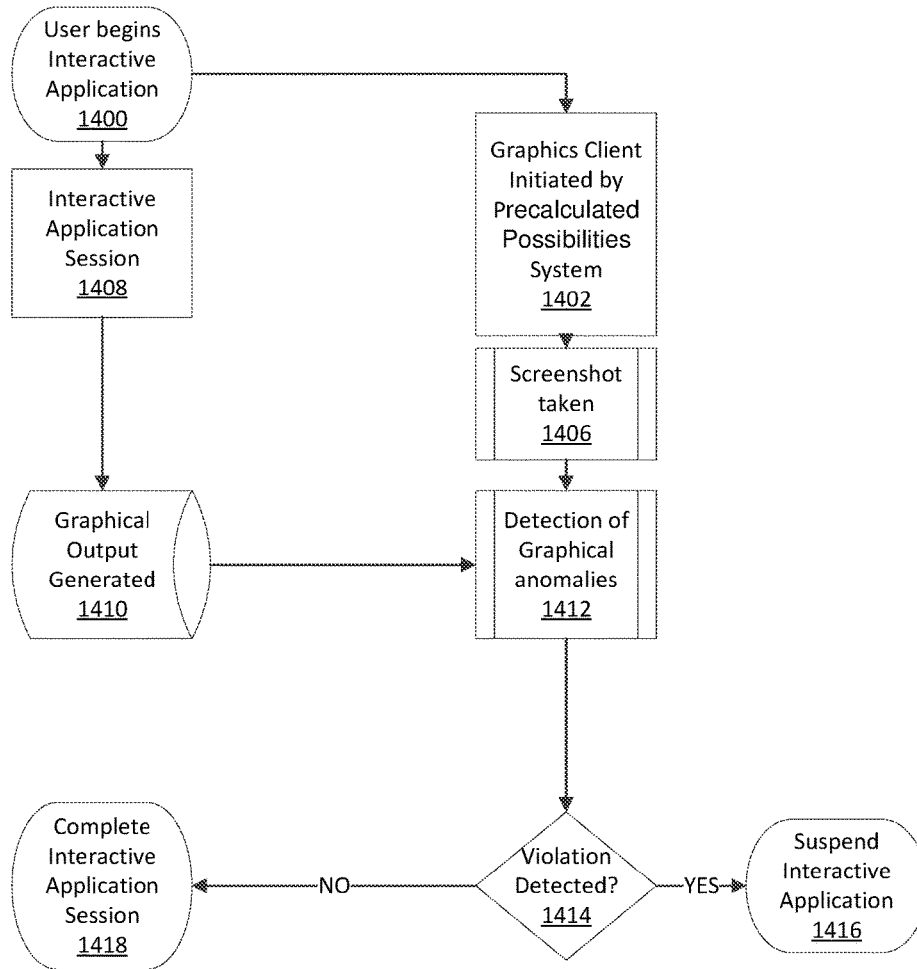 User begins
Interactive
Application
1400
Graphics Client
Initiated by
Precalculated
Possibilities
System
1402
Interactive
Application
Session
1408
Screenshot
taken
1406
Graphical
Output
Generated
1410
Detection of
Graphical
anomalies
1412
Violation
Detected?
1414
NO
YES
Complete
Interactive
Application
Session
1418
Suspend
Interactive
Application
1416